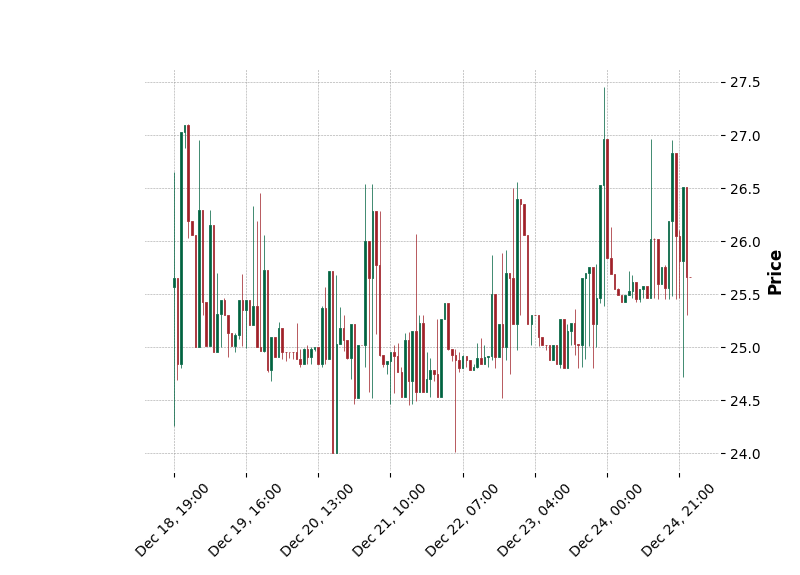 27.5
27.0
26.5
26.0
25.5
25.0
24.5
24.0
Price
Dec 18, 19:00
Dec 19, 16:00
Dec 20, 13:00
Dec 21, 10:00
Dec 22, 07:00
Dec 23, 04:00
Dec 24, 00:00
Dec 24, 21:00